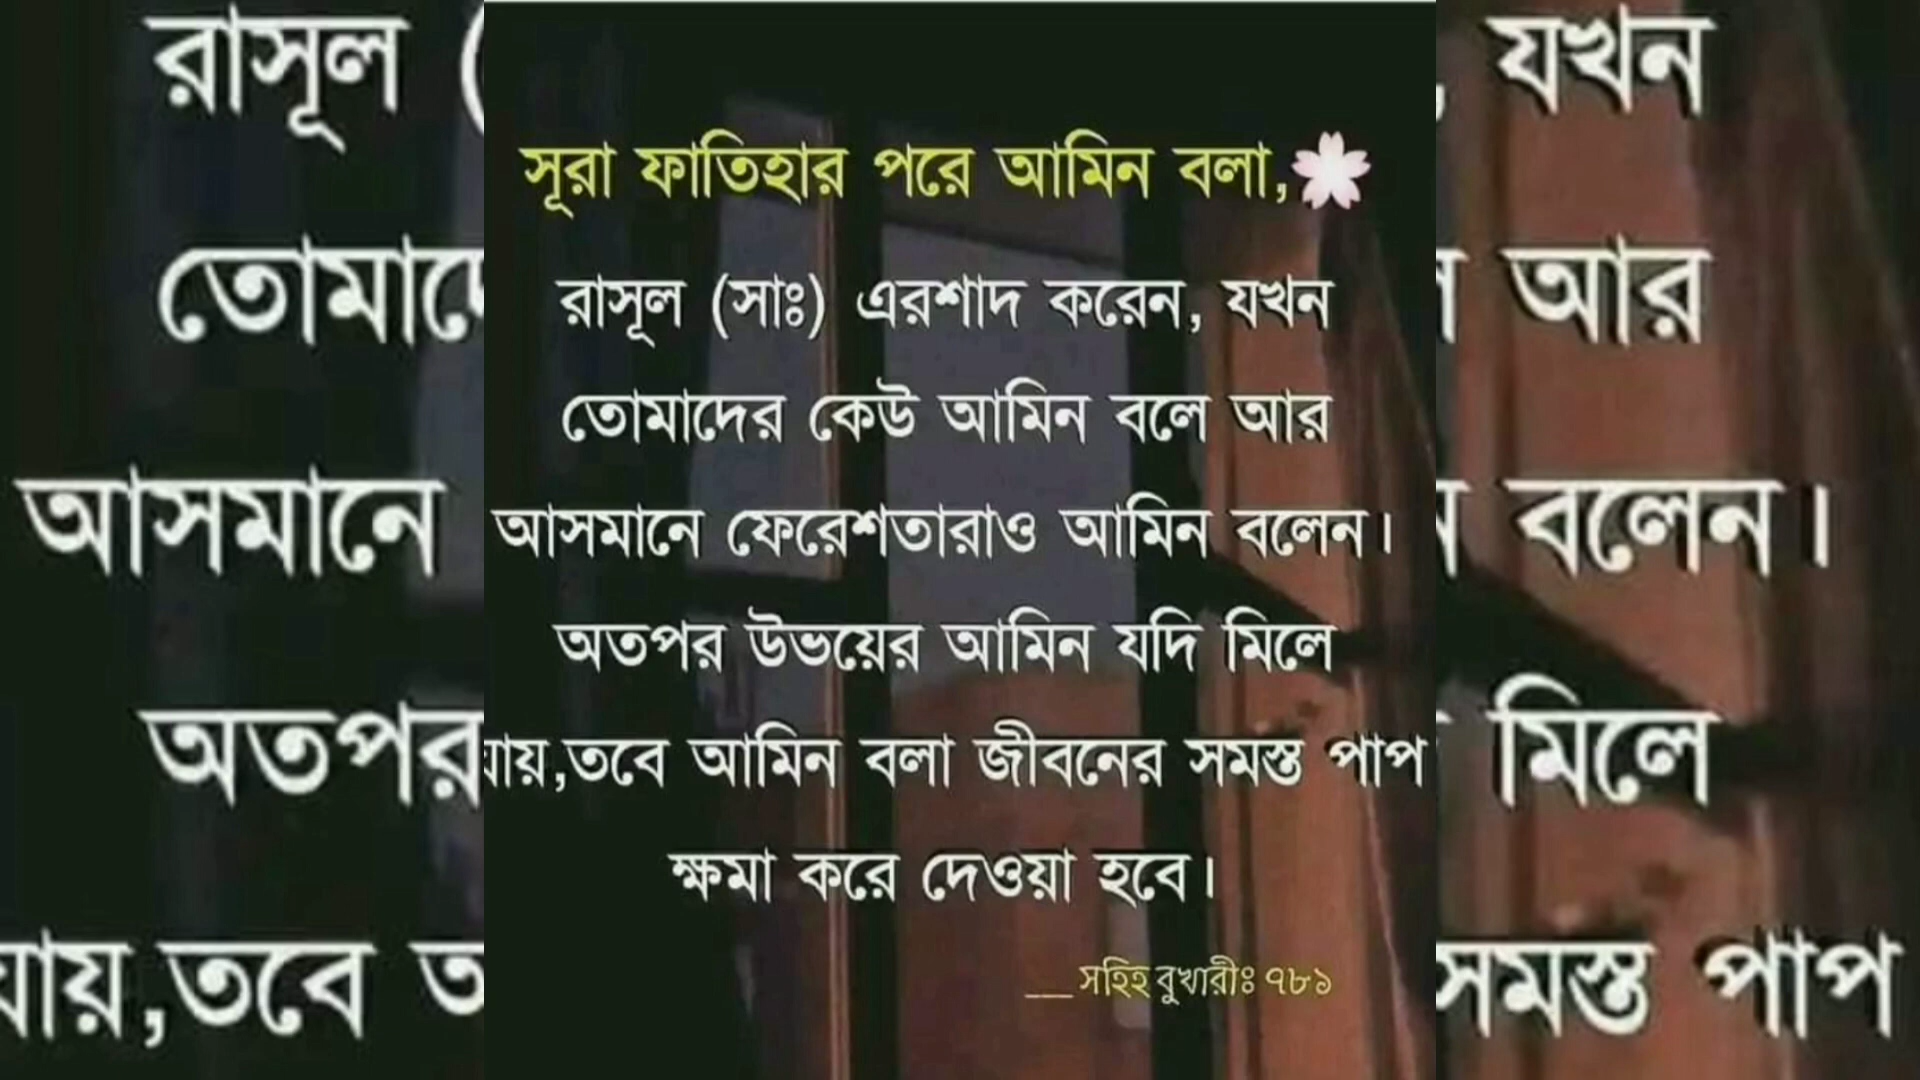 সূরা ফাতিহার পরে আমিন বলা,🌸
রাসূল (সাঃ) এরশাদ করেন, যখন
তোমাদের কেউ আমিন বলে আর
আসমানে ফেরেশতারাও আমিন বলেন।
অতপর উভয়ের আমিন যদি মিলে
যায়,তবে আমিন বলা জীবনের সমস্ত পাপ
ক্ষমা করে দেওয়া হবে।
__সহিহ বুখারীঃ ৭৮১